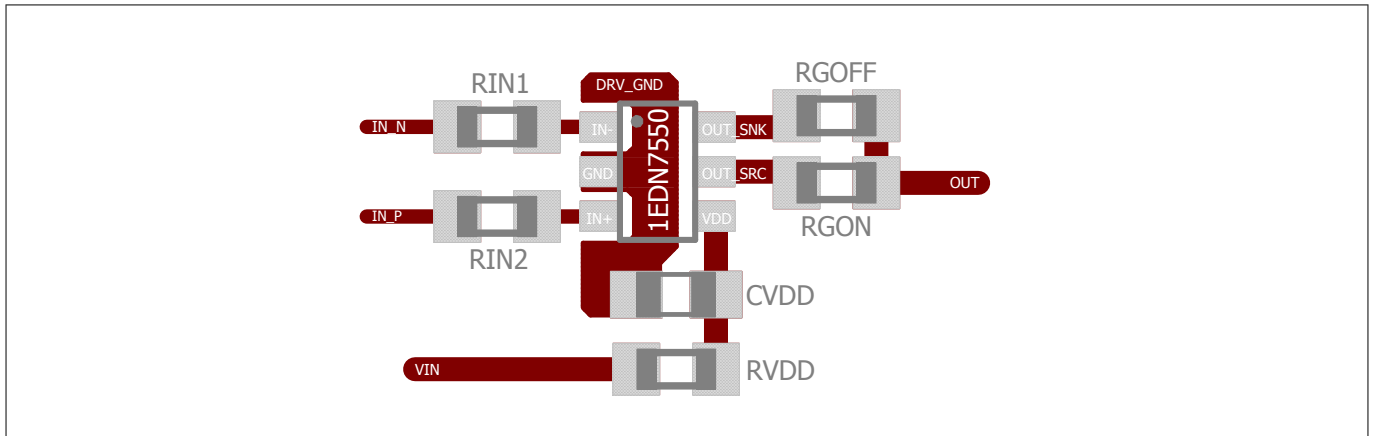 RGOFF
RIN1
DRV_GND
IN_N
IN-
OUT_SNK
1EDN7550
GND
OUT_SRC
OUT
IN_P
IN+
VDD
RGON
RIN2
CVDD
VIN
RVDD